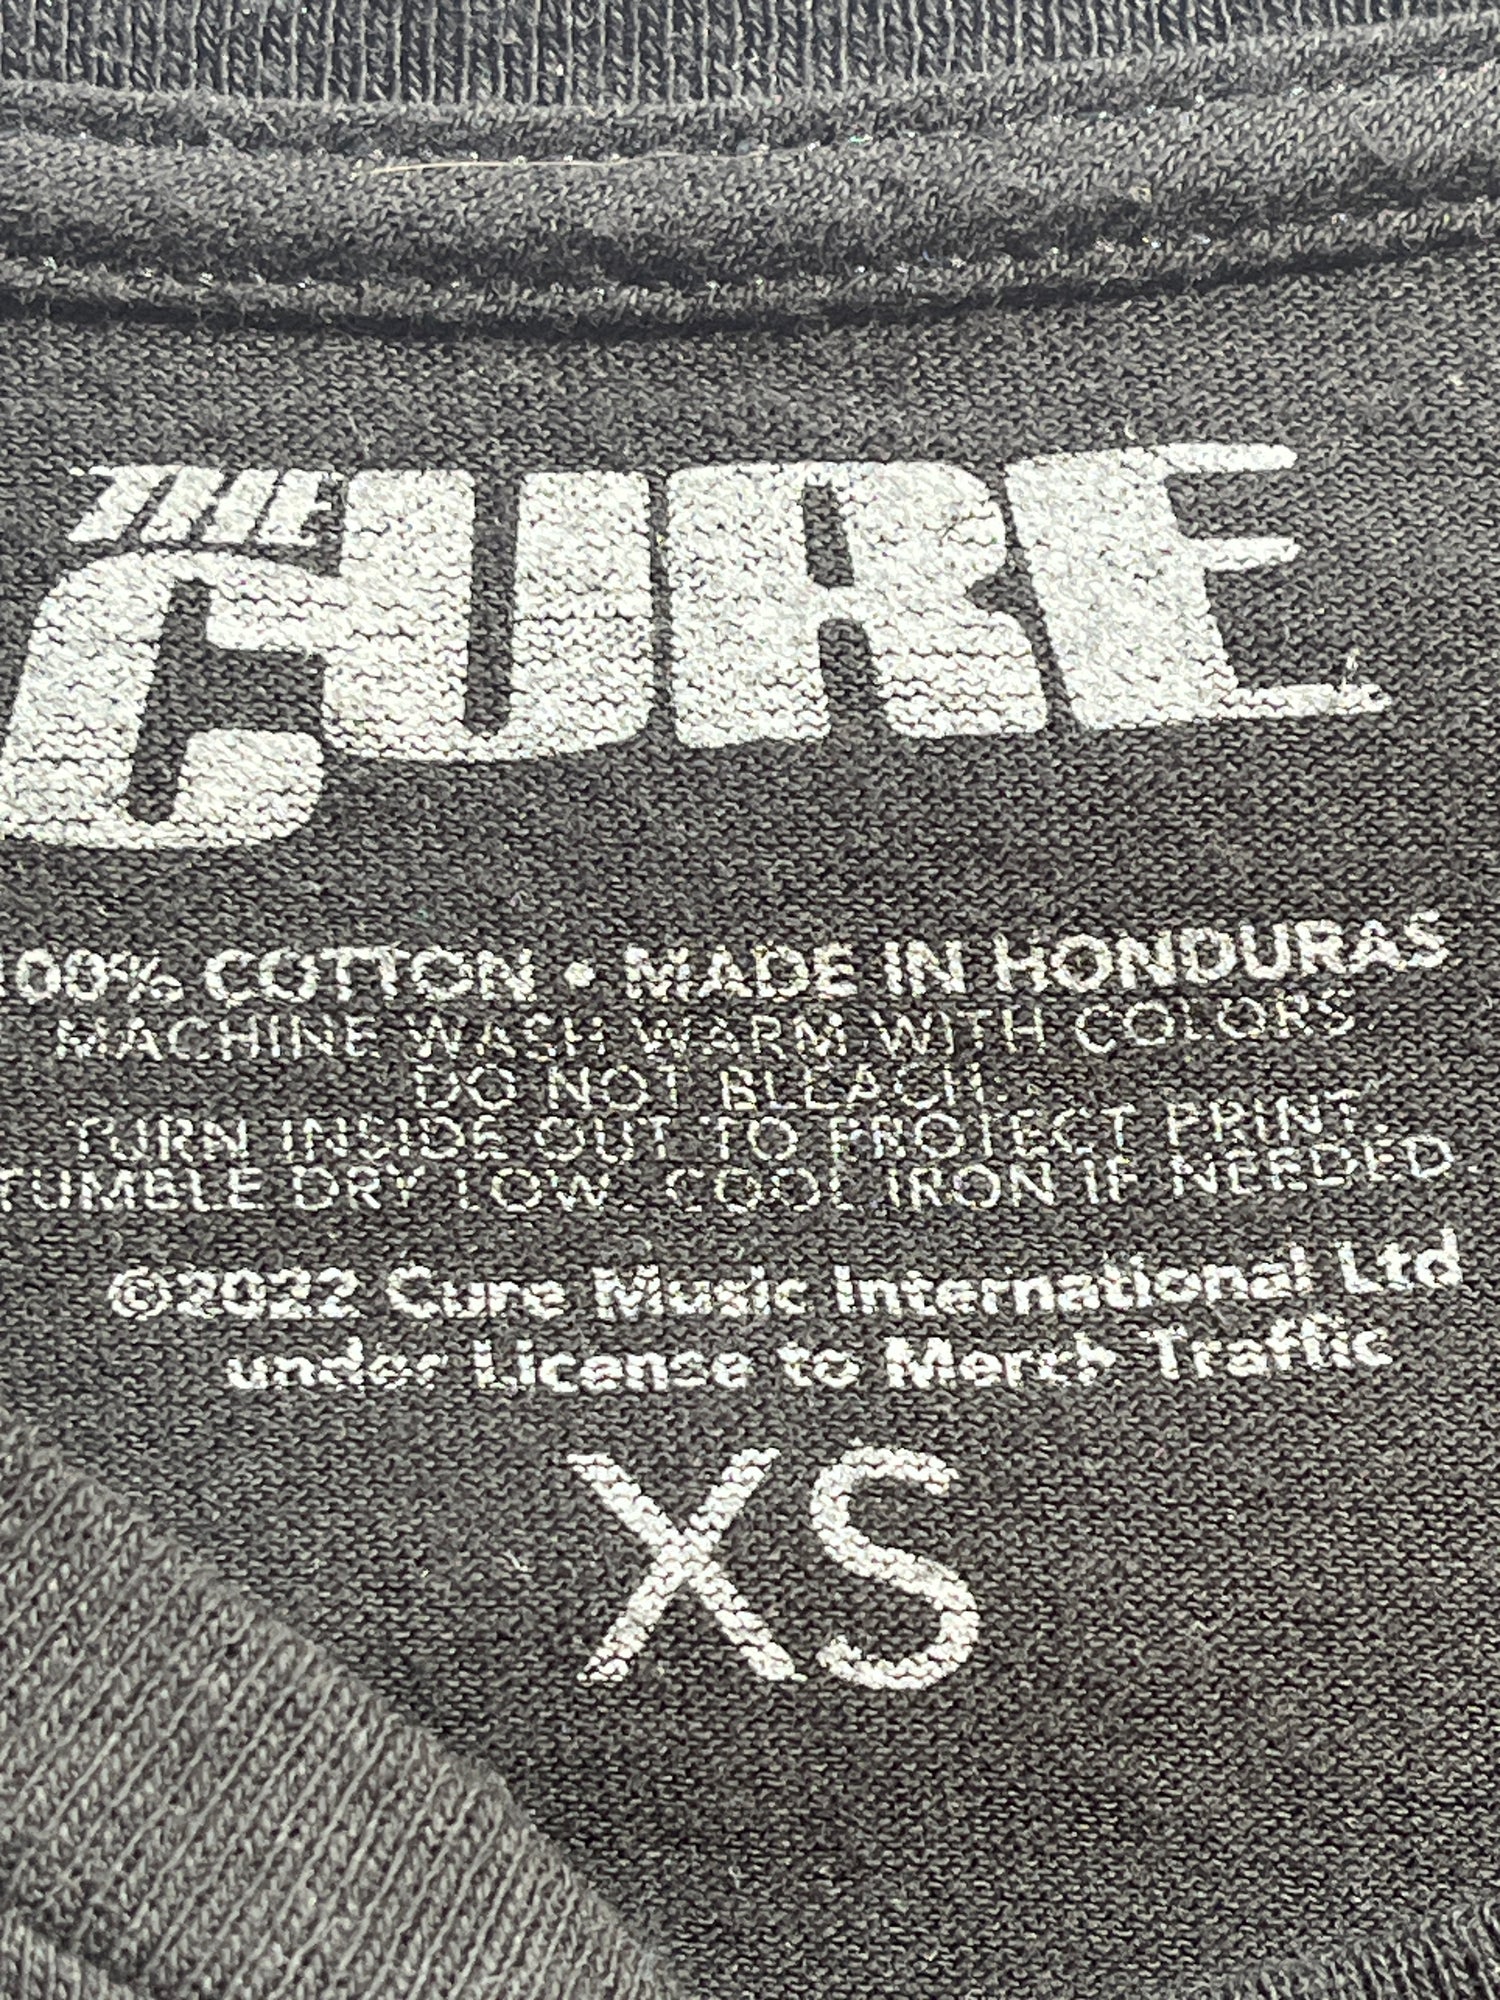 THE
CURE
100% COTTON • MADE IN HONDURAS
MACHINE WASH WARM WITH COLORS
DO NOT BLEACH.
TURN INSIDE OUT TO PROTECT PRINT.
TUMBLE DRY LOW. COOL IRON IF NEEDED.
©2022 Cure Music International Ltd
under License to Merch Traffic
XS